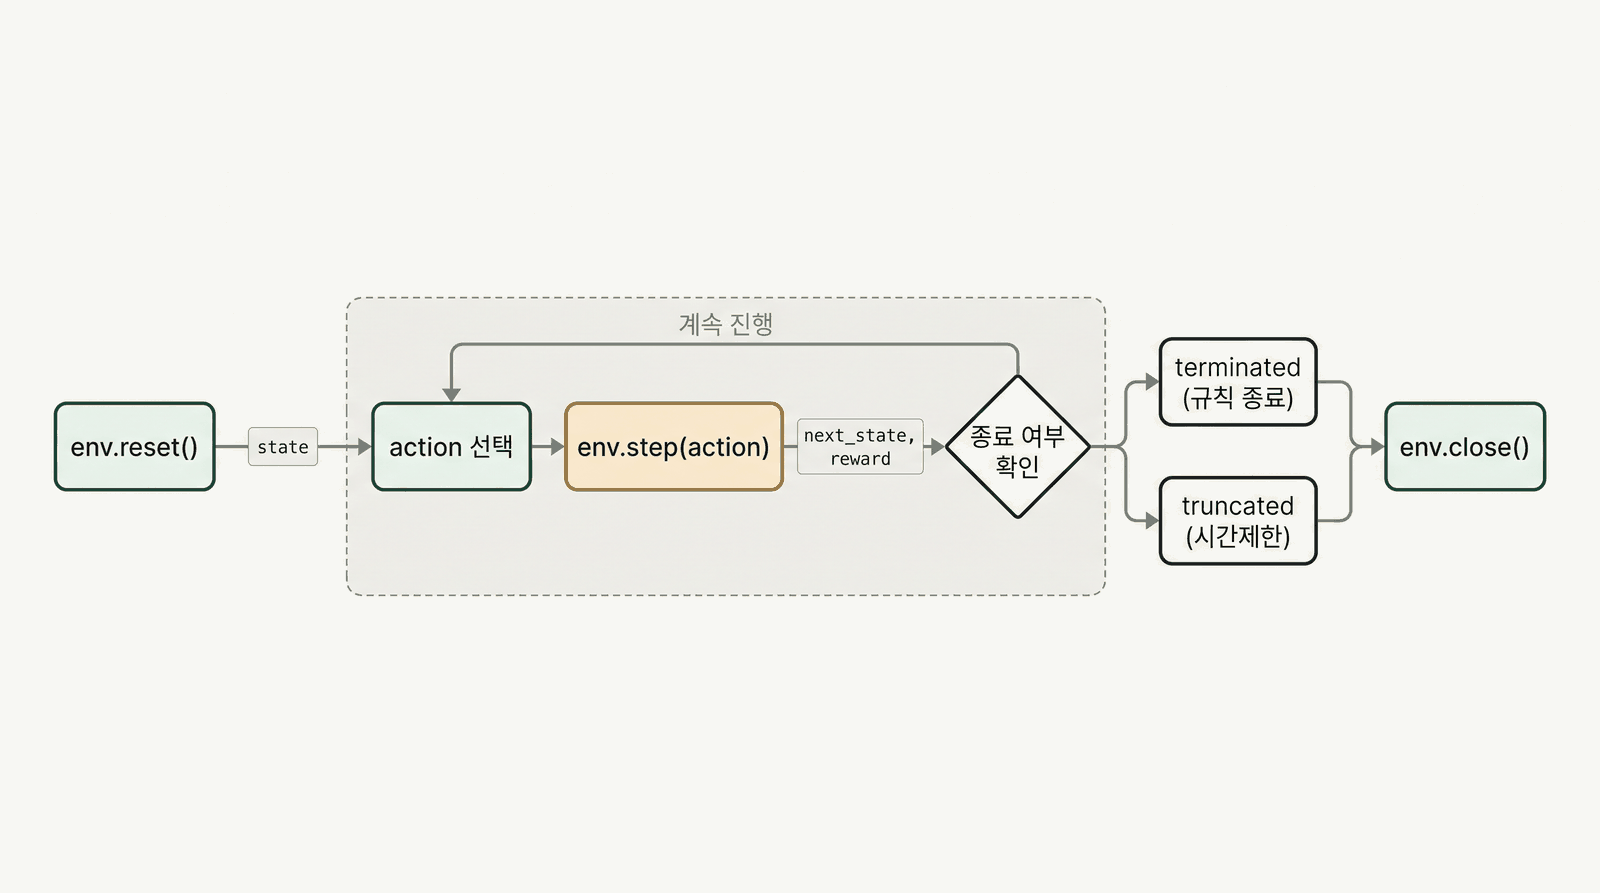 계속 진행
env.reset()
state
action 선택
env.step(action)
next_state,
reward
종료 여부
확인
terminated
(규칙 종료)
truncated
(시간제한)
env.close()